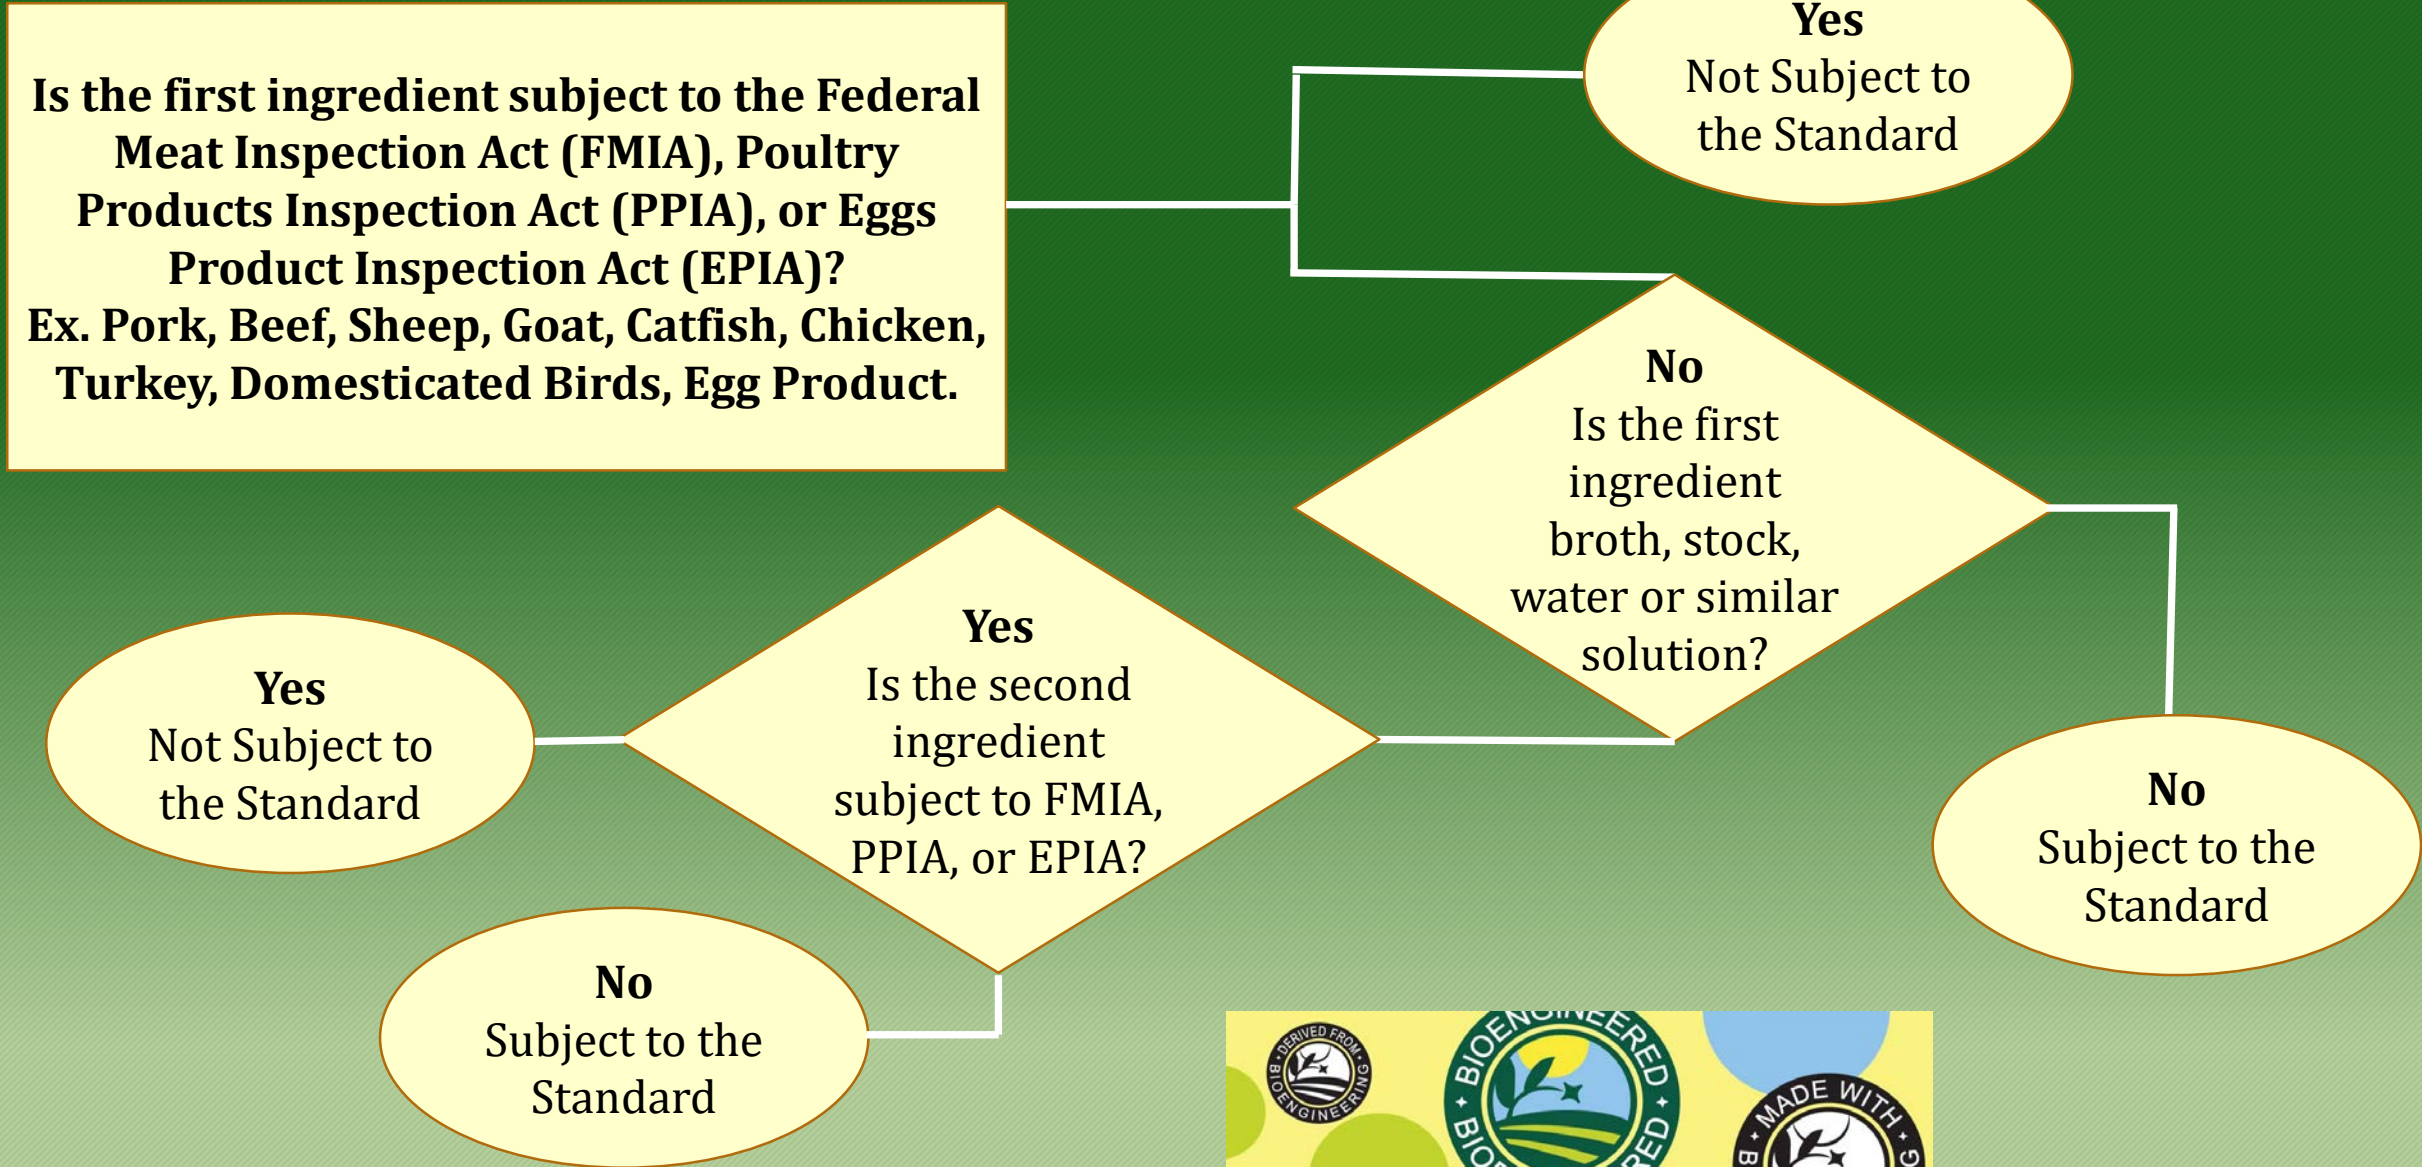 Is the first ingredient subject to the Federal
Meat Inspection Act (FMIA), Poultry
Products Inspection Act (PPIA), or Eggs
Product Inspection Act (EPIA)?
Ex. Pork, Beef, Sheep, Goat, Catfish, Chicken,
Turkey, Domesticated Birds, Egg Product.
Yes
Not Subject to
the Standard
No
Is the first
ingredient
broth, stock,
water or similar
solution?
Yes
Is the second
ingredient
subject to FMIA,
PPIA, or EPIA?
Yes
Not Subject to
the Standard
No
Subject to the
Standard
No
Subject to the
Standard
DERIVED FROM
BIOENGINEERING
BIOENGINEERED
MADE WITH